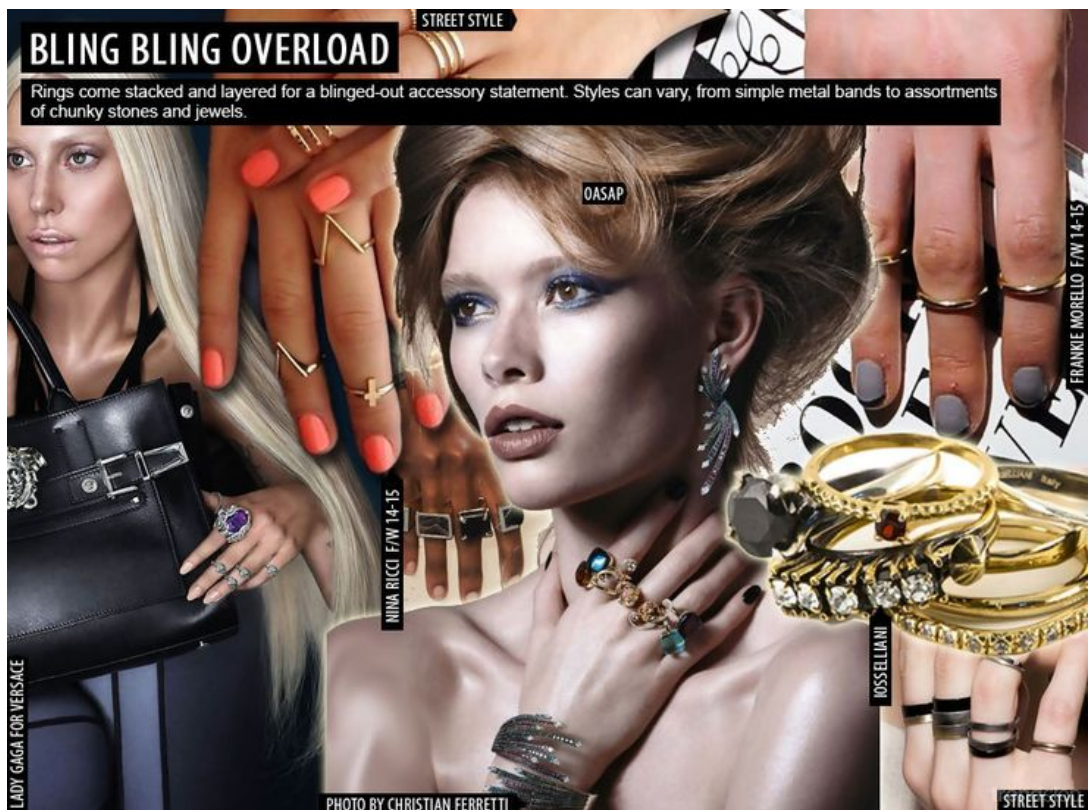 STREET STYLE
BLING BLING OVERLOAD
Rings come stacked and layered for a blinged-out accessory statement. Styles can vary, from simple metal bands to assortments
of chunky stones and jewels.
OASAP
FRANKIE MORELLO F/W 14-15
NINA RICCI F/W 14-15
IOSSELLIANI
LADY GAGA FOR VERSACE
PHOTO BY CHRISTIAN FERRETTI
STREET STYLE